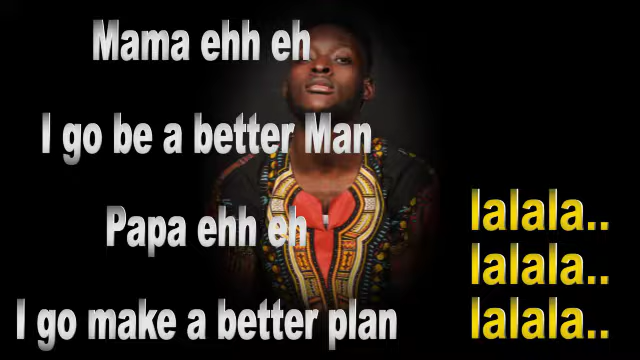 Mama ehh eh
I go be a better Man
Papa ehh eh
I go make a better plan
lalala..
lalala..
lalala..